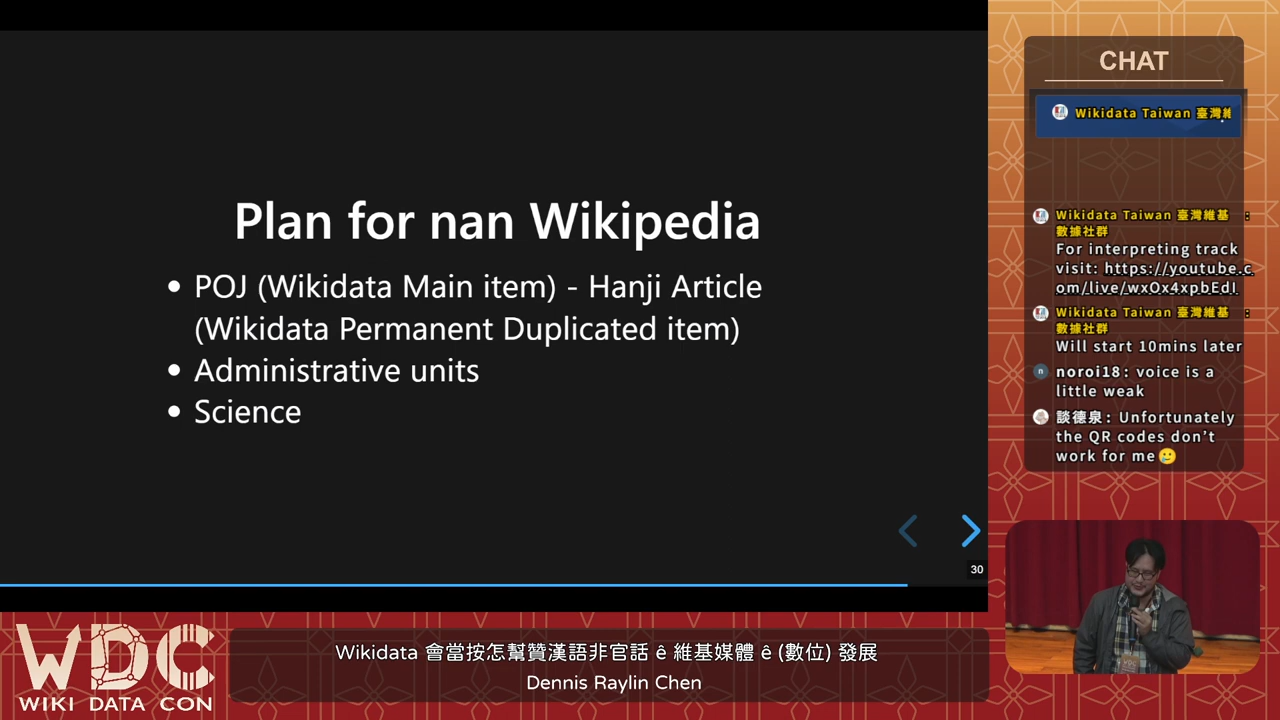 Plan for nan Wikipedia
• POJ (Wikidata Main item) - Hanji Article
(Wikidata Permanent Duplicated item)
• Administrative units
• Science
30
CHAT
Wikidata Taiwan 臺灣維
Wikidata Taiwan 臺灣維基 :
數據社群
For interpreting track
visit: https://youtube.c
om/live/wxOx4xpbEdI
Wikidata Taiwan 臺灣維基 :
數據社群
Will start 10mins later
noroi18: voice is a
little weak
談德泉: Unfortunately
the QR codes don't
work for me🥲
WDC
WIKI DATA CON
Wikidata 會當按怎幫贊漢語非官話 ê 維基媒體 ê (數位) 發展
Dennis Raylin Chen